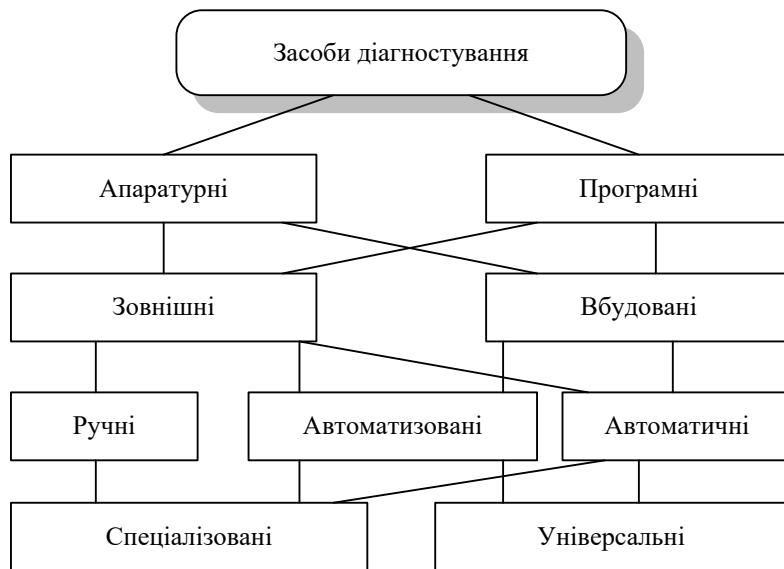 Засоби діагностування
Апаратурні
Програмні
Зовнішні
Вбудовані
Ручні
Автоматизовані
Автоматичні
Спеціалізовані
Універсальні